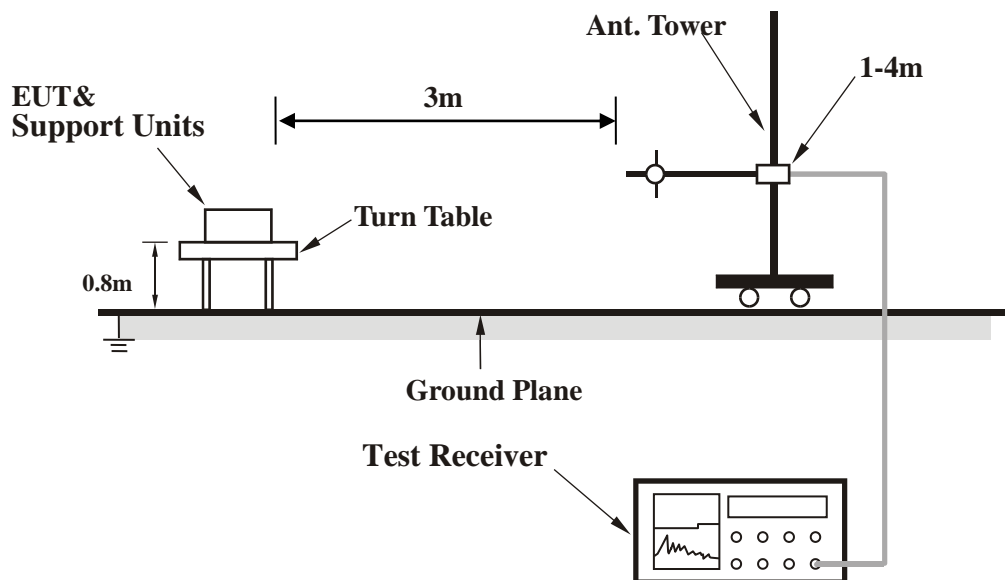 Ant. Tower
1-4m
3m
EUT&
Support Units
Turn Table
0.8m
Ground Plane
Test Receiver